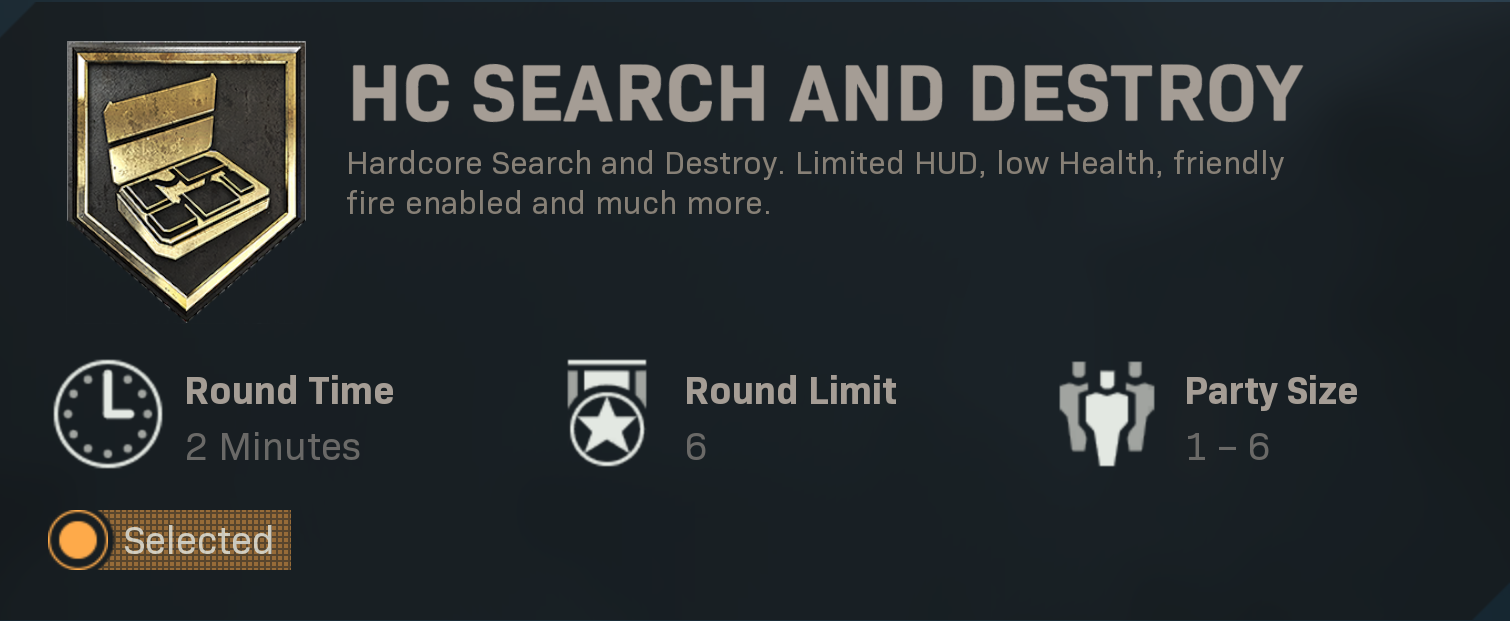 HC SEARCH AND DESTROY
Hardcore Search and Destroy. Limited HUD, low Health, friendly
fire enabled and much more.
Round Time
2 Minutes
Round Limit
6
Party Size
1 – 6
Selected